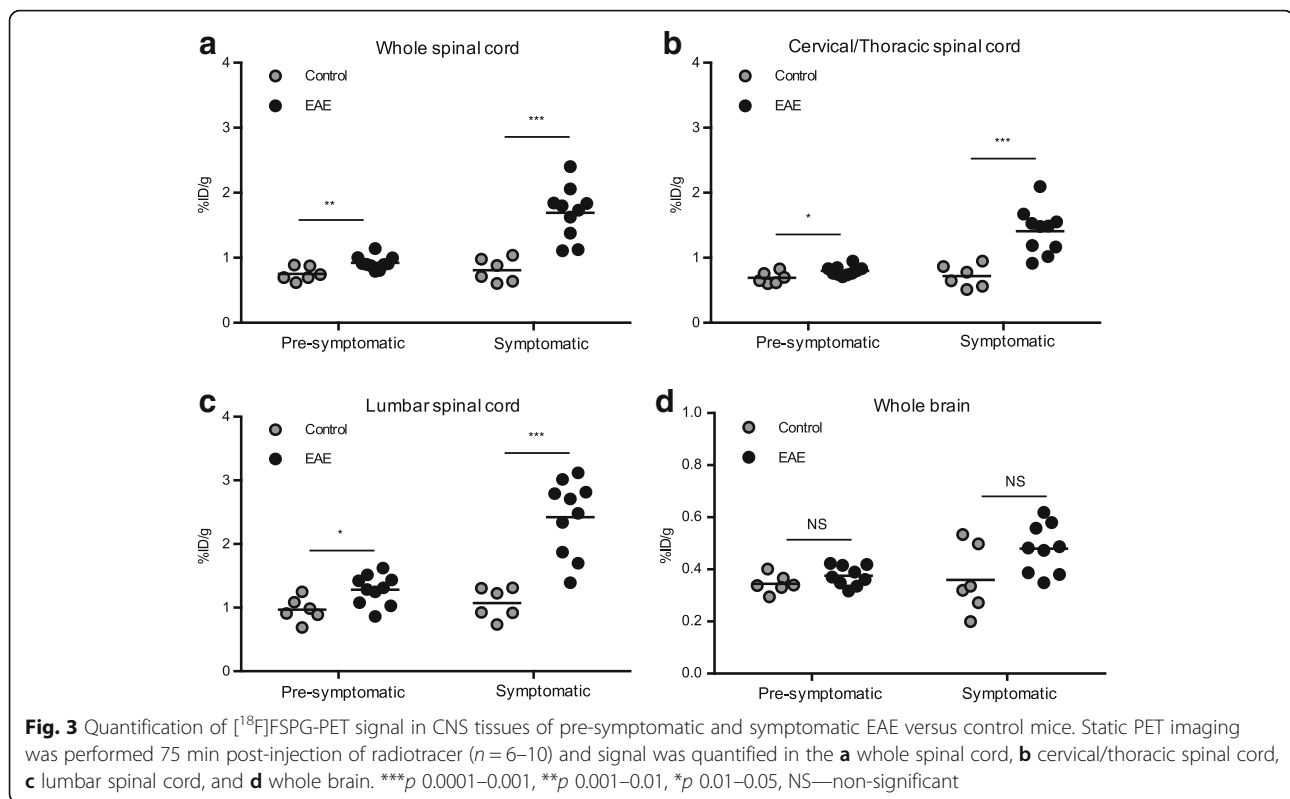 a
Whole spinal cord
4
3
2
1
0
%ID/g
Control
EAE
**
***
Pre-symptomatic Symptomatic
b
Cervical/Thoracic spinal cord
4
3
2
1
0
%ID/g
Control
EAE
*
***
Pre-symptomatic Symptomatic
c
Lumbar spinal cord
4
3
2
1
0
%ID/g
Control
EAE
*
***
Pre-symptomatic Symptomatic
d
Whole brain
1.0
0.8
0.6
0.4
0.2
0.0
%ID/g
Control
EAE
NS
NS
Pre-symptomatic Symptomatic
Fig. 3 Quantification of [¹⁸F]FSPG-PET signal in CNS tissues of pre-symptomatic and symptomatic EAE versus control mice. Static PET imaging
was performed 75 min post-injection of radiotracer (n = 6–10) and signal was quantified in the a whole spinal cord, b cervical/thoracic spinal cord,
c lumbar spinal cord, and d whole brain. ***p 0.0001–0.001, **p 0.001–0.01, *p 0.01–0.05, NS—non-significant